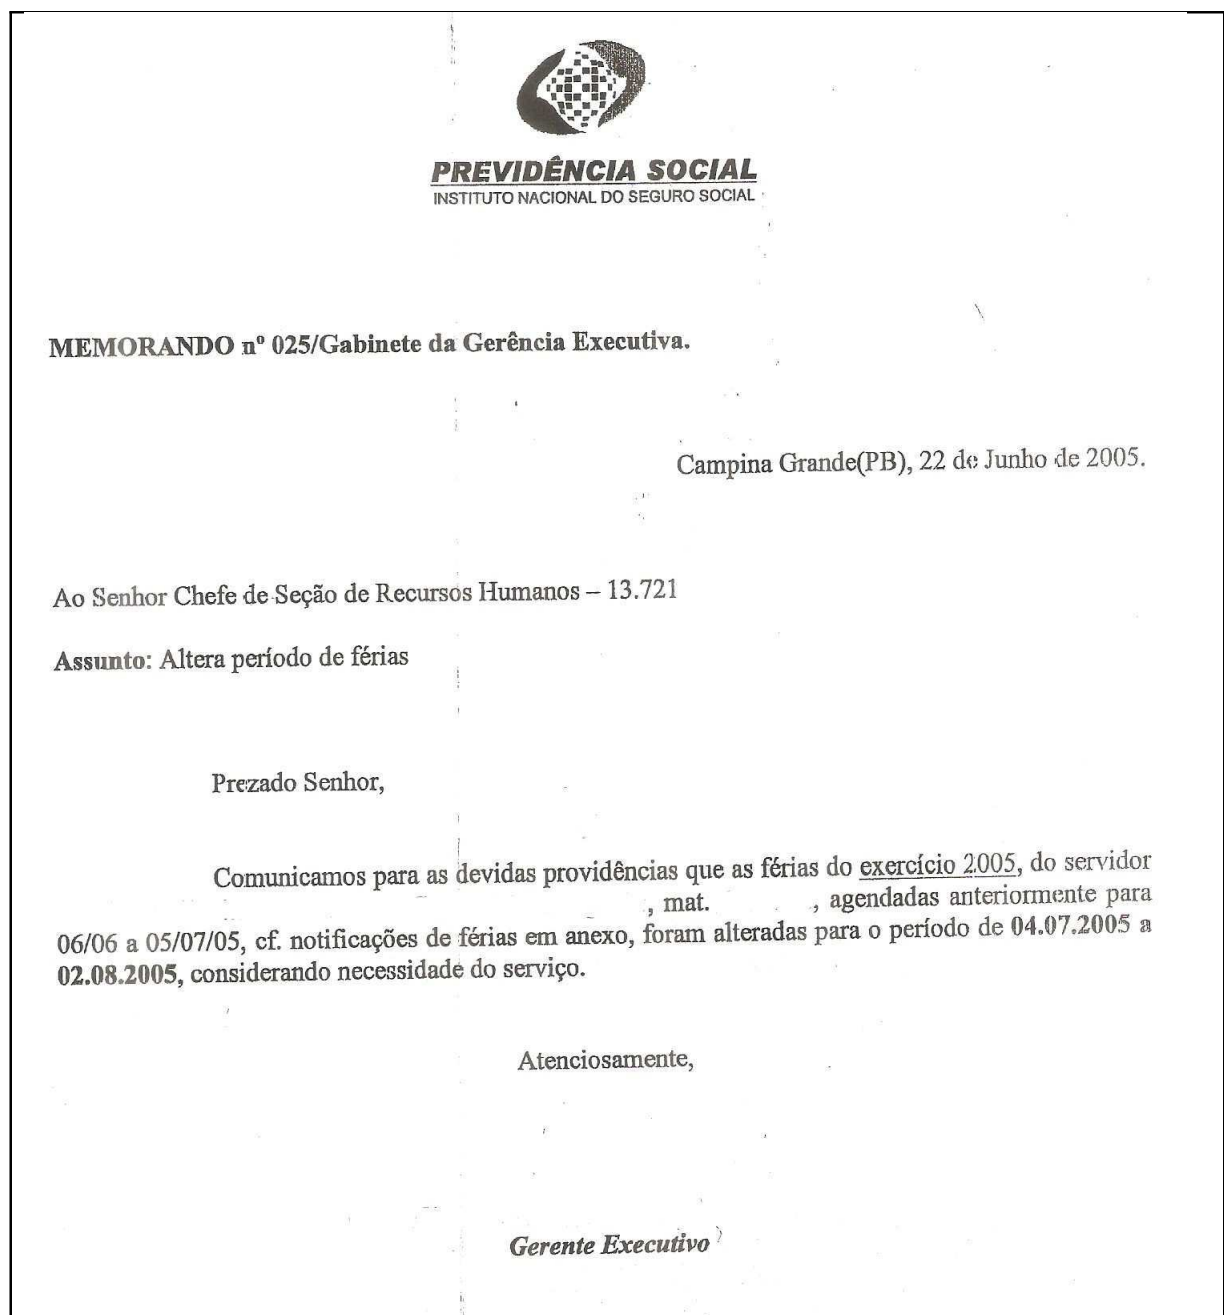 PREVIDÊNCIA SOCIAL
INSTITUTO NACIONAL DO SEGURO SOCIAL
MEMORANDO nº 025/Gabinete da Gerência Executiva.
Campina Grande(PB), 22 de Junho de 2005.
Ao Senhor Chefe de Seção de Recursos Humanos – 13.721
Assunto: Altera período de férias
Prezado Senhor,
Comunicamos para as devidas providências que as férias do exercício 2005, do servidor
, mat. , agendadas anteriormente para
06/06 a 05/07/05, cf. notificações de férias em anexo, foram alteradas para o período de 04.07.2005 a
02.08.2005, considerando necessidade do serviço.
Atenciosamente,
Gerente Executivo